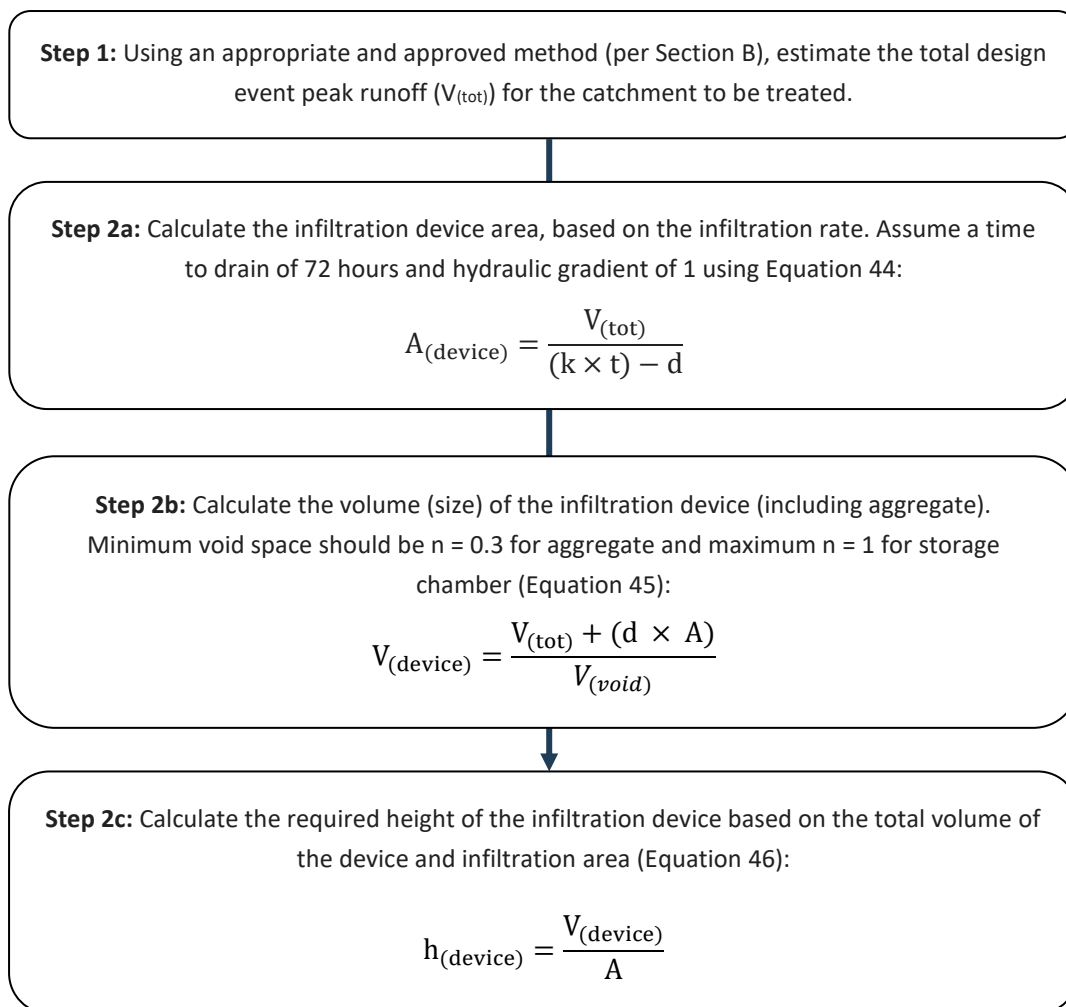 Step 1: Using an appropriate and approved method (per Section B), estimate the total design
event peak runoff (V(tot)) for the catchment to be treated.
Step 2a: Calculate the infiltration device area, based on the infiltration rate. Assume a time
to drain of 72 hours and hydraulic gradient of 1 using Equation 44:
A(device) = V(tot) / (k × t) − d
Step 2b: Calculate the volume (size) of the infiltration device (including aggregate).
Minimum void space should be n = 0.3 for aggregate and maximum n = 1 for storage
chamber (Equation 45):
V(device) = V(tot) + (d × A) / V(void)
Step 2c: Calculate the required height of the infiltration device based on the total volume of
the device and infiltration area (Equation 46):
h(device) = V(device) / A